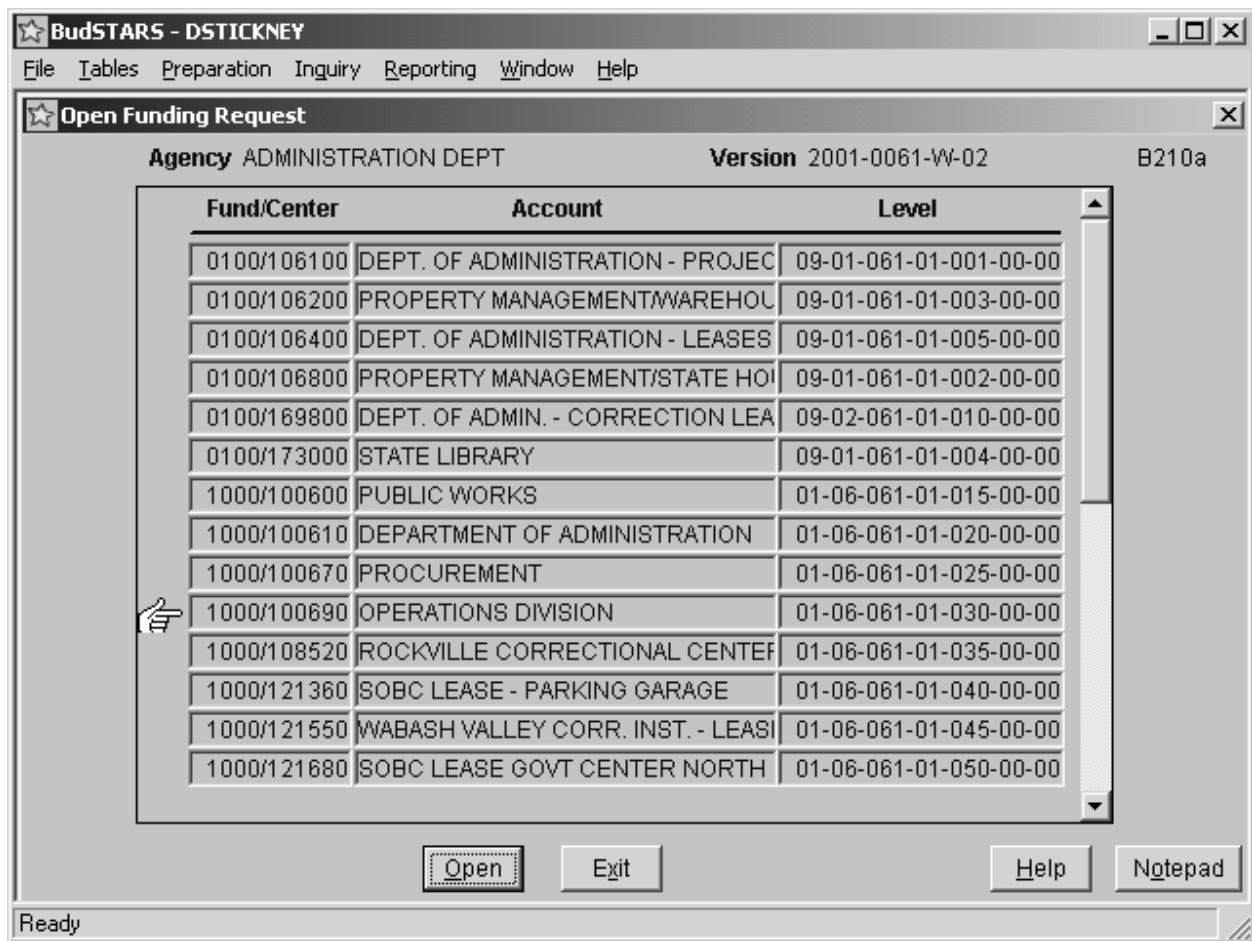 BudSTARS - DSTICKNEY
File Tables Preparation Inquiry Reporting Window Help
Open Funding Request
Agency ADMINISTRATION DEPT Version 2001-0061-W-02 B210a
Fund/Center Account Level
0100/106100 DEPT. OF ADMINISTRATION - PROJEC 09-01-061-01-001-00-00
0100/106200 PROPERTY MANAGEMENT/WAREHOU 09-01-061-01-003-00-00
0100/106400 DEPT. OF ADMINISTRATION - LEASES 09-01-061-01-005-00-00
0100/106800 PROPERTY MANAGEMENT/STATE HOU 09-01-061-01-002-00-00
0100/169800 DEPT. OF ADMIN. - CORRECTION LEA 09-02-061-01-010-00-00
0100/173000 STATE LIBRARY 09-01-061-01-004-00-00
1000/100600 PUBLIC WORKS 01-06-061-01-015-00-00
1000/100610 DEPARTMENT OF ADMINISTRATION 01-06-061-01-020-00-00
1000/100670 PROCUREMENT 01-06-061-01-025-00-00
1000/100690 OPERATIONS DIVISION 01-06-061-01-030-00-00
1000/108520 ROCKVILLE CORRECTIONAL CENTER 01-06-061-01-035-00-00
1000/121360 SOBC LEASE - PARKING GARAGE 01-06-061-01-040-00-00
1000/121550 WABASH VALLEY CORR. INST. - LEASE 01-06-061-01-045-00-00
1000/121680 SOBC LEASE GOVT CENTER NORTH 01-06-061-01-050-00-00
Open Exit Help Notepad
Ready